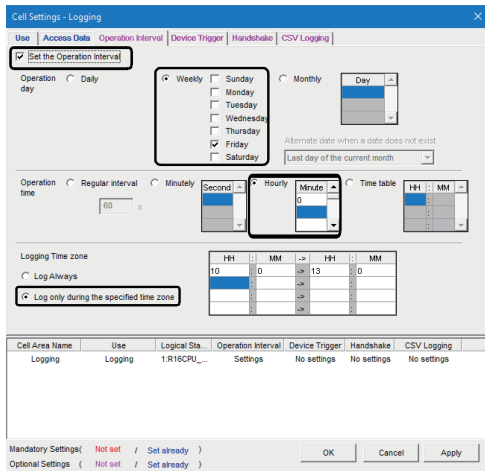 Cell Settings - Logging
Use Access Data Operation Interval Device Trigger Handshake CSV Logging
Set the Operation Interval
Operation day Daily Weekly Sunday Monthly Day
Monday
Tuesday
Wednesday
Thursday
Friday
Saturday
Alternate date when a date does not exist
Last day of the current month
Operation time Regular interval Minutely Second Hourly Minute Time table HH : MM
60 s
0
Logging Time zone
HH : MM -> HH : MM
10 : 0 -> 13 : 0
Log Always
: -> :
Log only during the specified time zone
: -> :
: -> :
Cell Area Name Use Logical Sta... Operation Interval Device Trigger Handshake CSV Logging
Logging Logging 1:R16CPU_... Settings No settings No settings No settings
Mandatory Settings( Not set / Set already )
Optional Settings ( Not set / Set already )
OK Cancel Apply